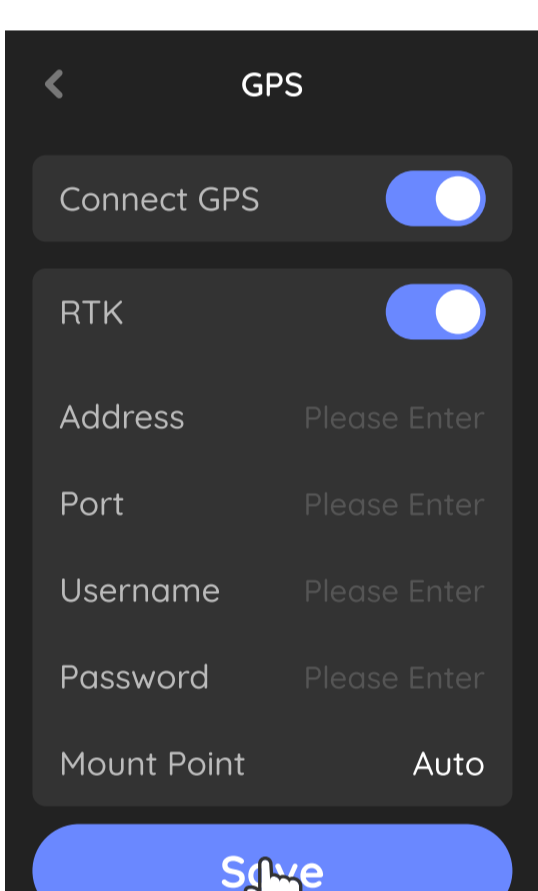 GPS
Connect GPS
RTK
Address Please Enter
Port Please Enter
Username Please Enter
Password Please Enter
Mount Point Auto
Save